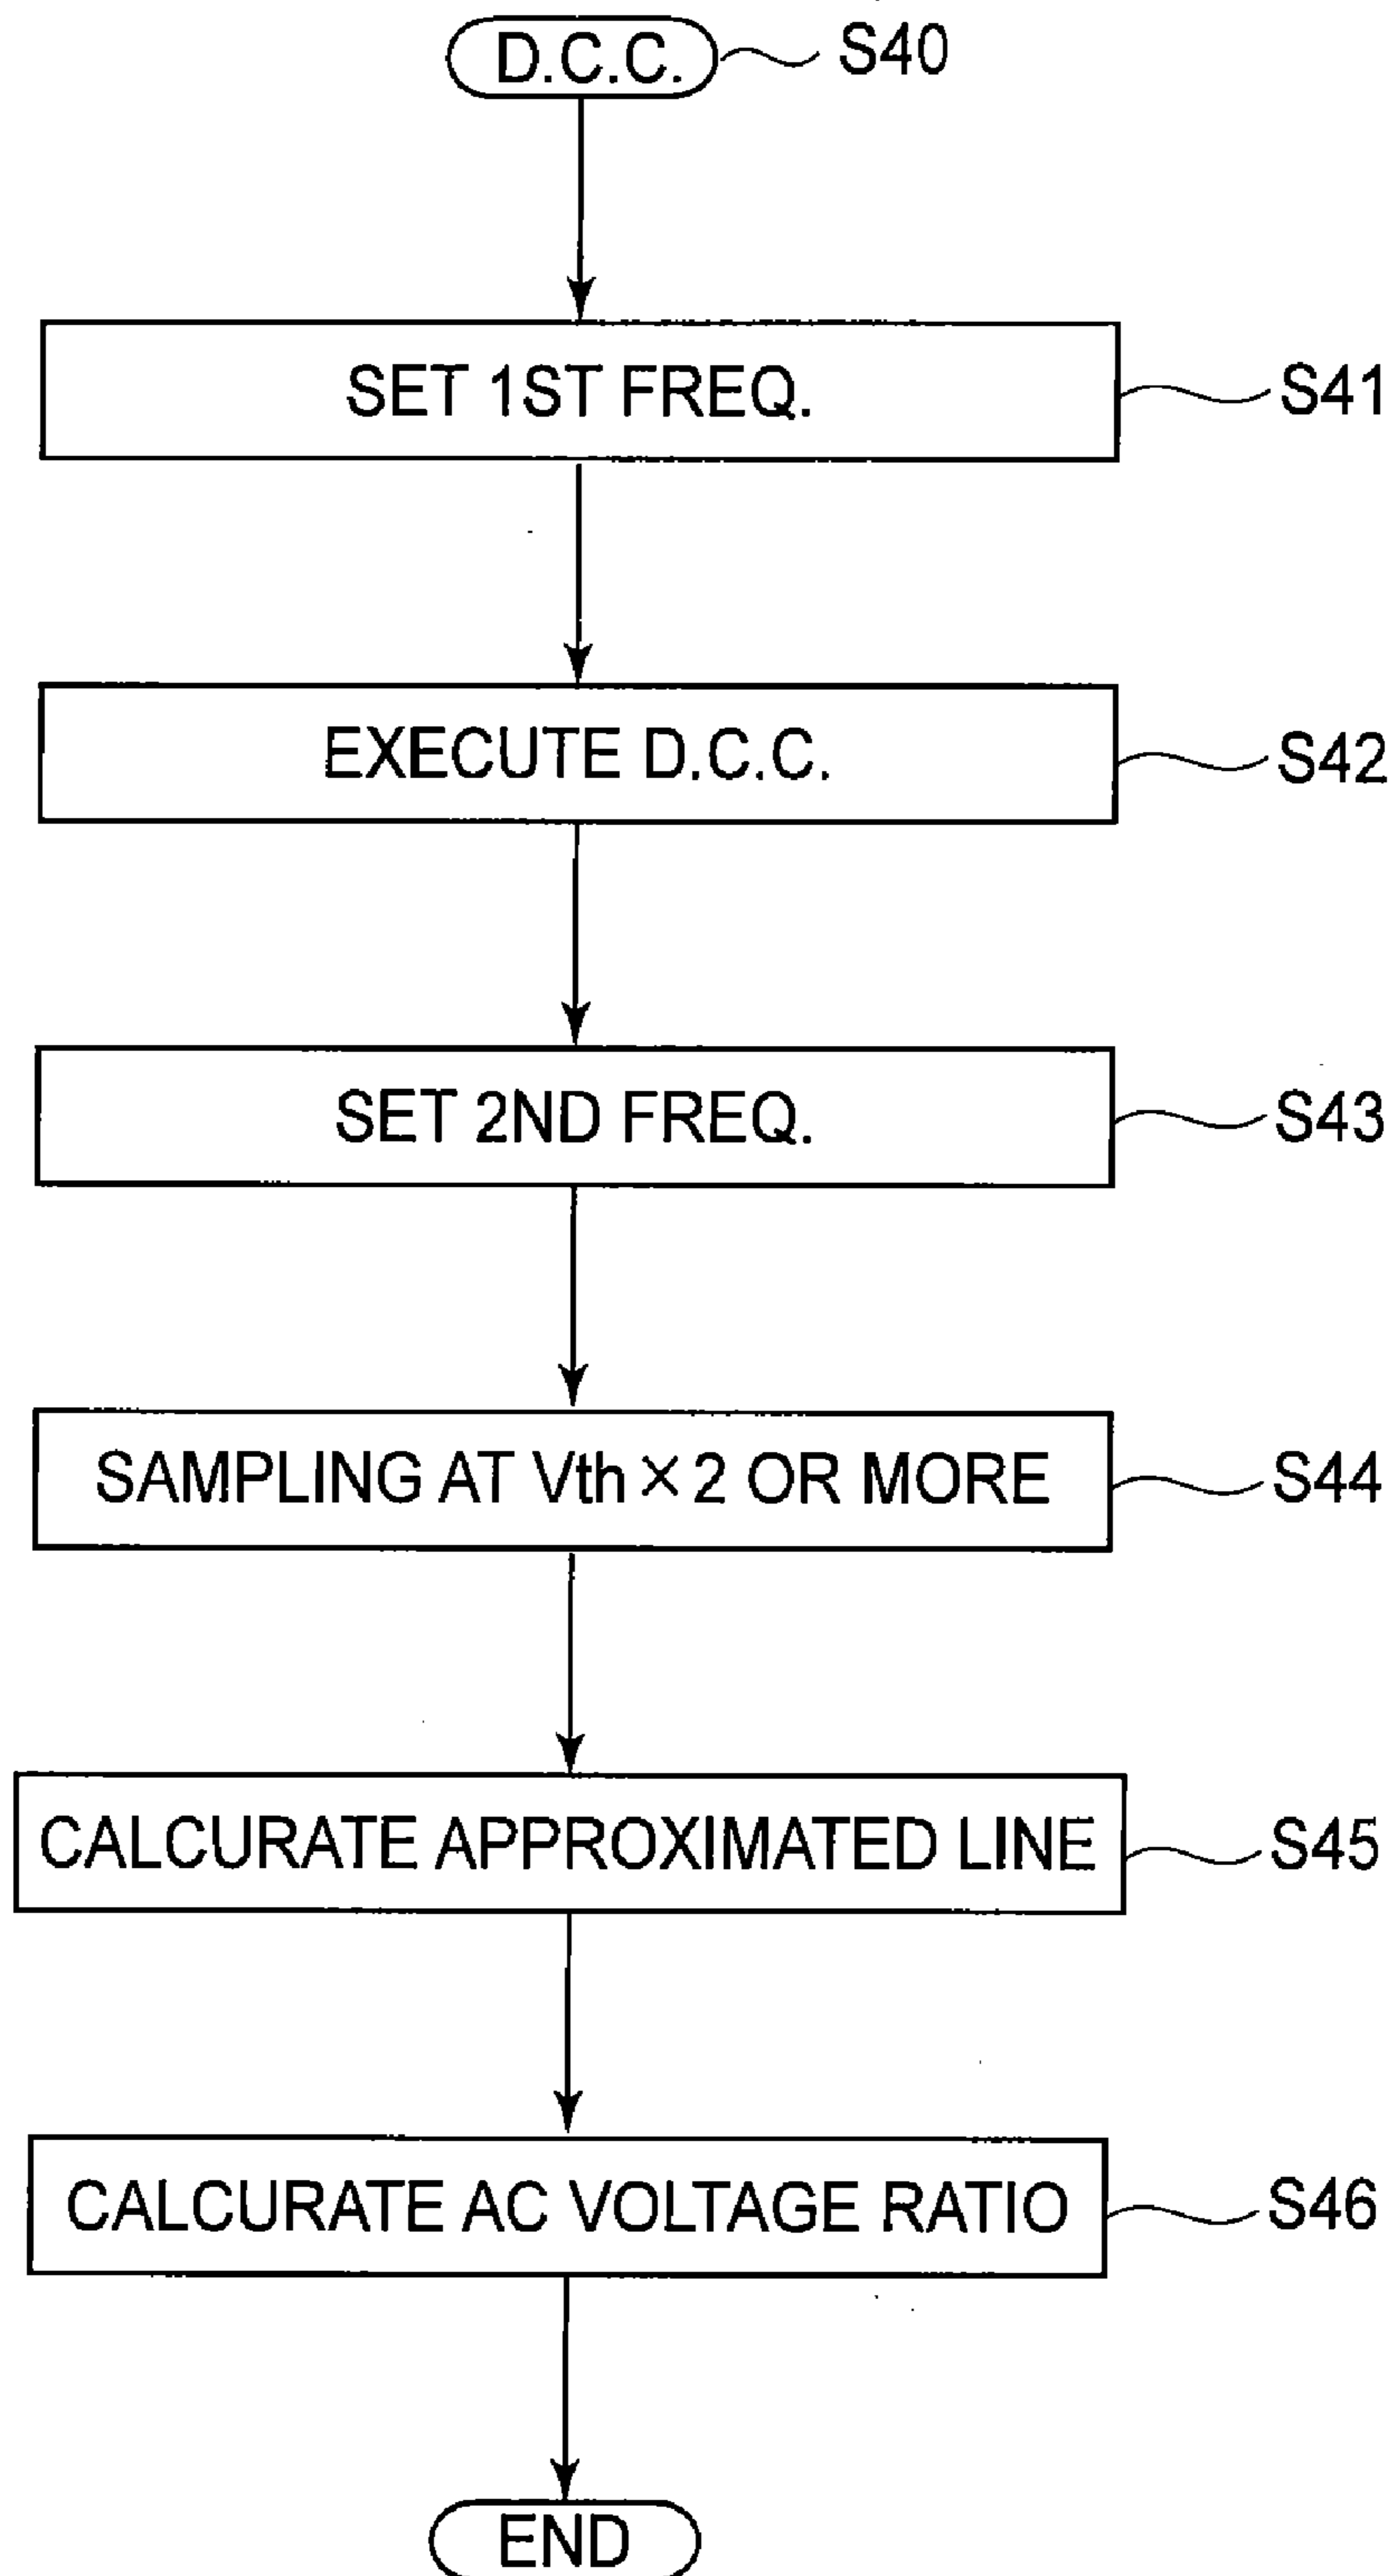 D.C.C. S40
SET 1ST FREQ. S41
EXECUTE D.C.C. S42
SET 2ND FREQ. S43
SAMPLING AT Vth×2 OR MORE S44
CALCURATE APPROXIMATED LINE S45
CALCURATE AC VOLTAGE RATIO S46
END